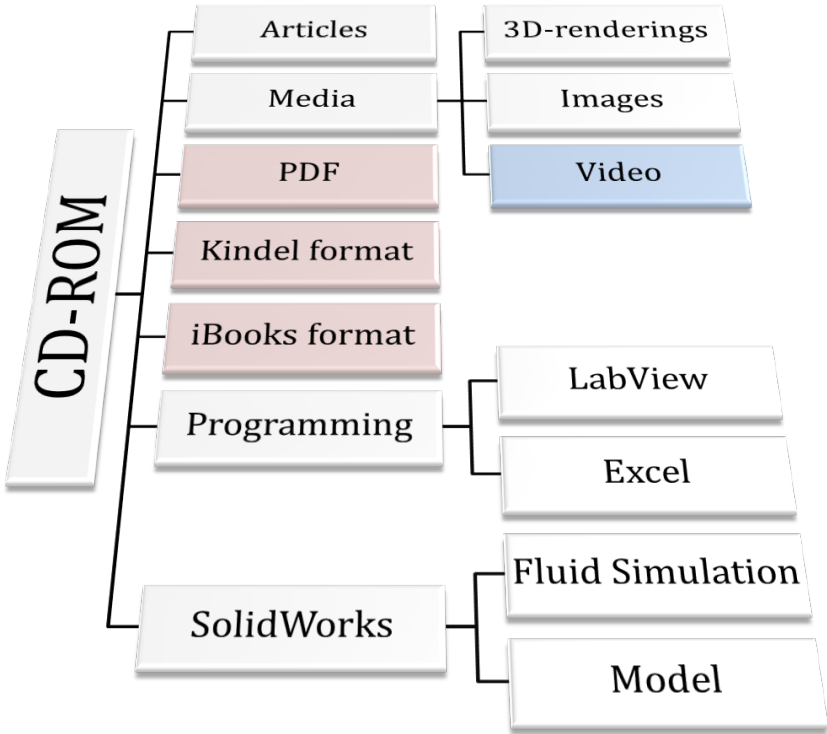 CD-ROM
Articles
Media
3D-renderings
Images
Video
PDF
Kindel format
iBooks format
Programming
LabView
Excel
SolidWorks
Fluid Simulation
Model